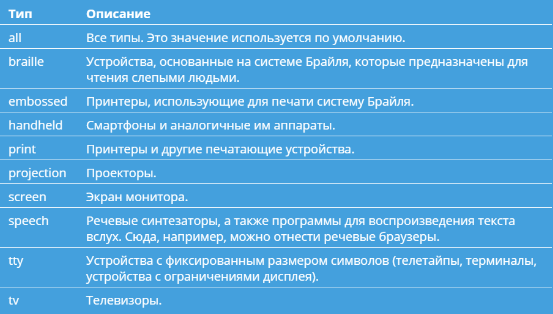 Тип Описание
all Все типы. Это значение используется по умолчанию.
braille Устройства, основанные на системе Брайля, которые предназначены для
чтения слепыми людьми.
embossed Принтеры, использующие для печати систему Брайля.
handheld Смартфоны и аналогичные им аппараты.
print Принтеры и другие печатающие устройства.
projection Проекторы.
screen Экран монитора.
speech Речевые синтезаторы, а также программы для воспроизведения текста
вслух. Сюда, например, можно отнести речевые браузеры.
tty Устройства с фиксированным размером символов (телетайпы, терминалы,
устройства с ограничениями дисплея).
tv Телевизоры.